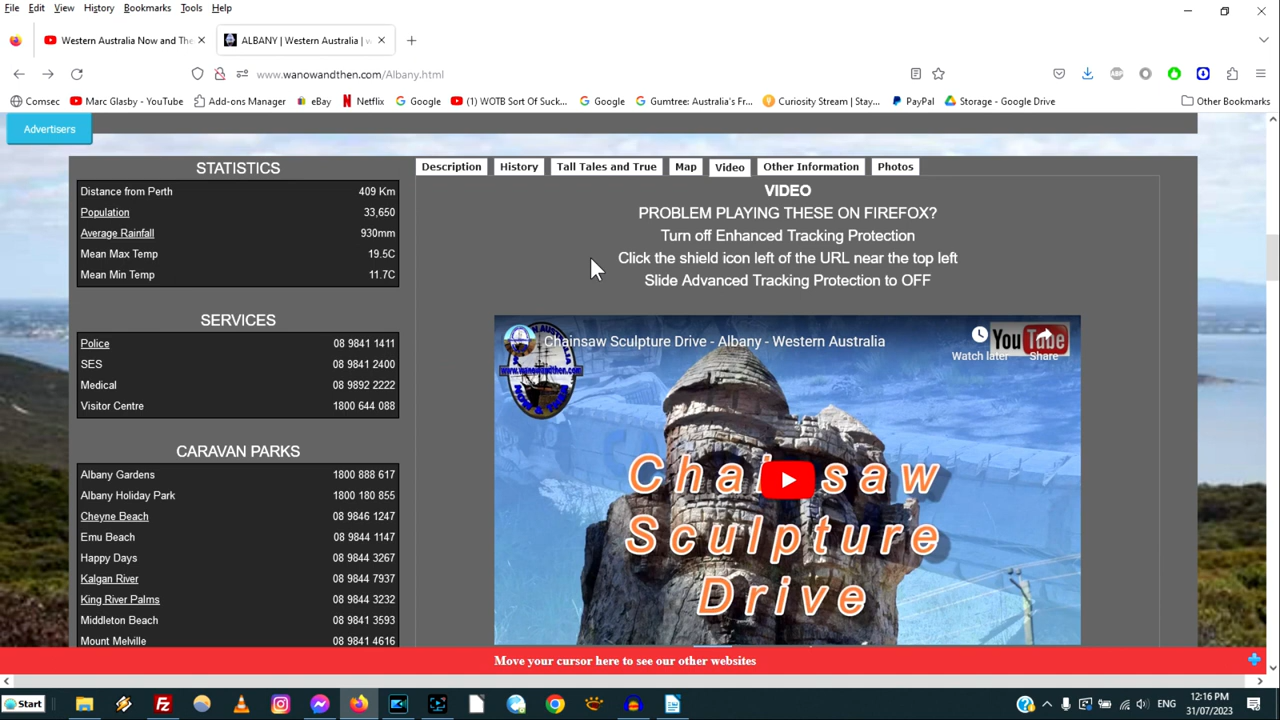 File Edit View History Bookmarks Tools Help
Western Australia Now and The
ALBANY | Western Australia |
www.wanowandthen.com/Albany.html
Comsec Marc Glasby - YouTube Add-ons Manager eBay Netflix Google (1) WOTB Sort Of Suck... Google Gumtree: Australia's Fr... Curiosity Stream | Stay... PayPal Storage - Google Drive Other Bookmarks
Advertisers
STATISTICS
Distance from Perth 409 Km
Population 33,650
Average Rainfall 930mm
Mean Max Temp 19.5C
Mean Min Temp 11.7C
SERVICES
Police 08 9841 1411
SES 08 9841 2400
Medical 08 9892 2222
Visitor Centre 1800 644 088
CARAVAN PARKS
Albany Gardens 1800 888 617
Albany Holiday Park 1800 180 855
Cheyne Beach 08 9846 1247
Emu Beach 08 9844 1147
Happy Days 08 9844 3267
Kalgan River 08 9844 7937
King River Palms 08 9844 3232
Middleton Beach 08 9841 3593
Mount Melville 08 9841 4616
Description History Tall Tales and True Map Video Other Information Photos
VIDEO
PROBLEM PLAYING THESE ON FIREFOX?
Turn off Enhanced Tracking Protection
Click the shield icon left of the URL near the top left
Slide Advanced Tracking Protection to OFF
Chainsaw Sculpture Drive - Albany - Western Australia
Watch later
Share
YouTube
www.wanowandthen.com
NOW & THEN
Sculpture
Drive
Move your cursor here to see our other websites
Start
ENG
12:16 PM
31/07/2023